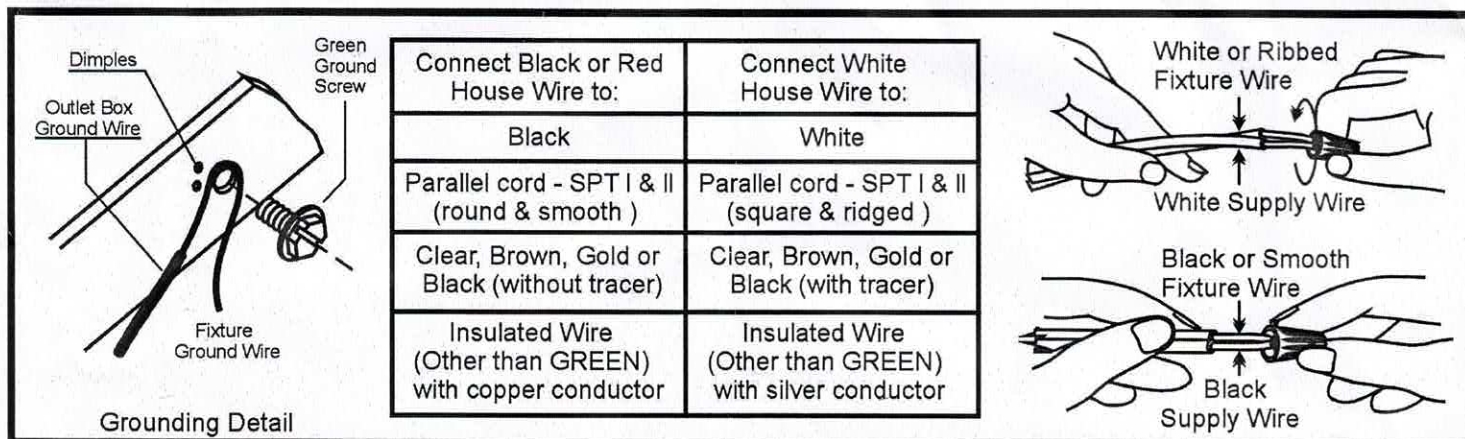 Dimples
Outlet Box
Ground Wire
Green
Ground
Screw
Fixture
Ground Wire
Grounding Detail
Connect Black or Red
House Wire to:
Connect White
House Wire to:
Black
White
Parallel cord - SPT I & II
(round & smooth )
Parallel cord - SPT I & II
(square & ridged )
Clear, Brown, Gold or
Black (without tracer)
Clear, Brown, Gold or
Black (with tracer)
Insulated Wire
(Other than GREEN)
with copper conductor
Insulated Wire
(Other than GREEN)
with silver conductor
White or Ribbed
Fixture Wire
White Supply Wire
Black or Smooth
Fixture Wire
Black
Supply Wire